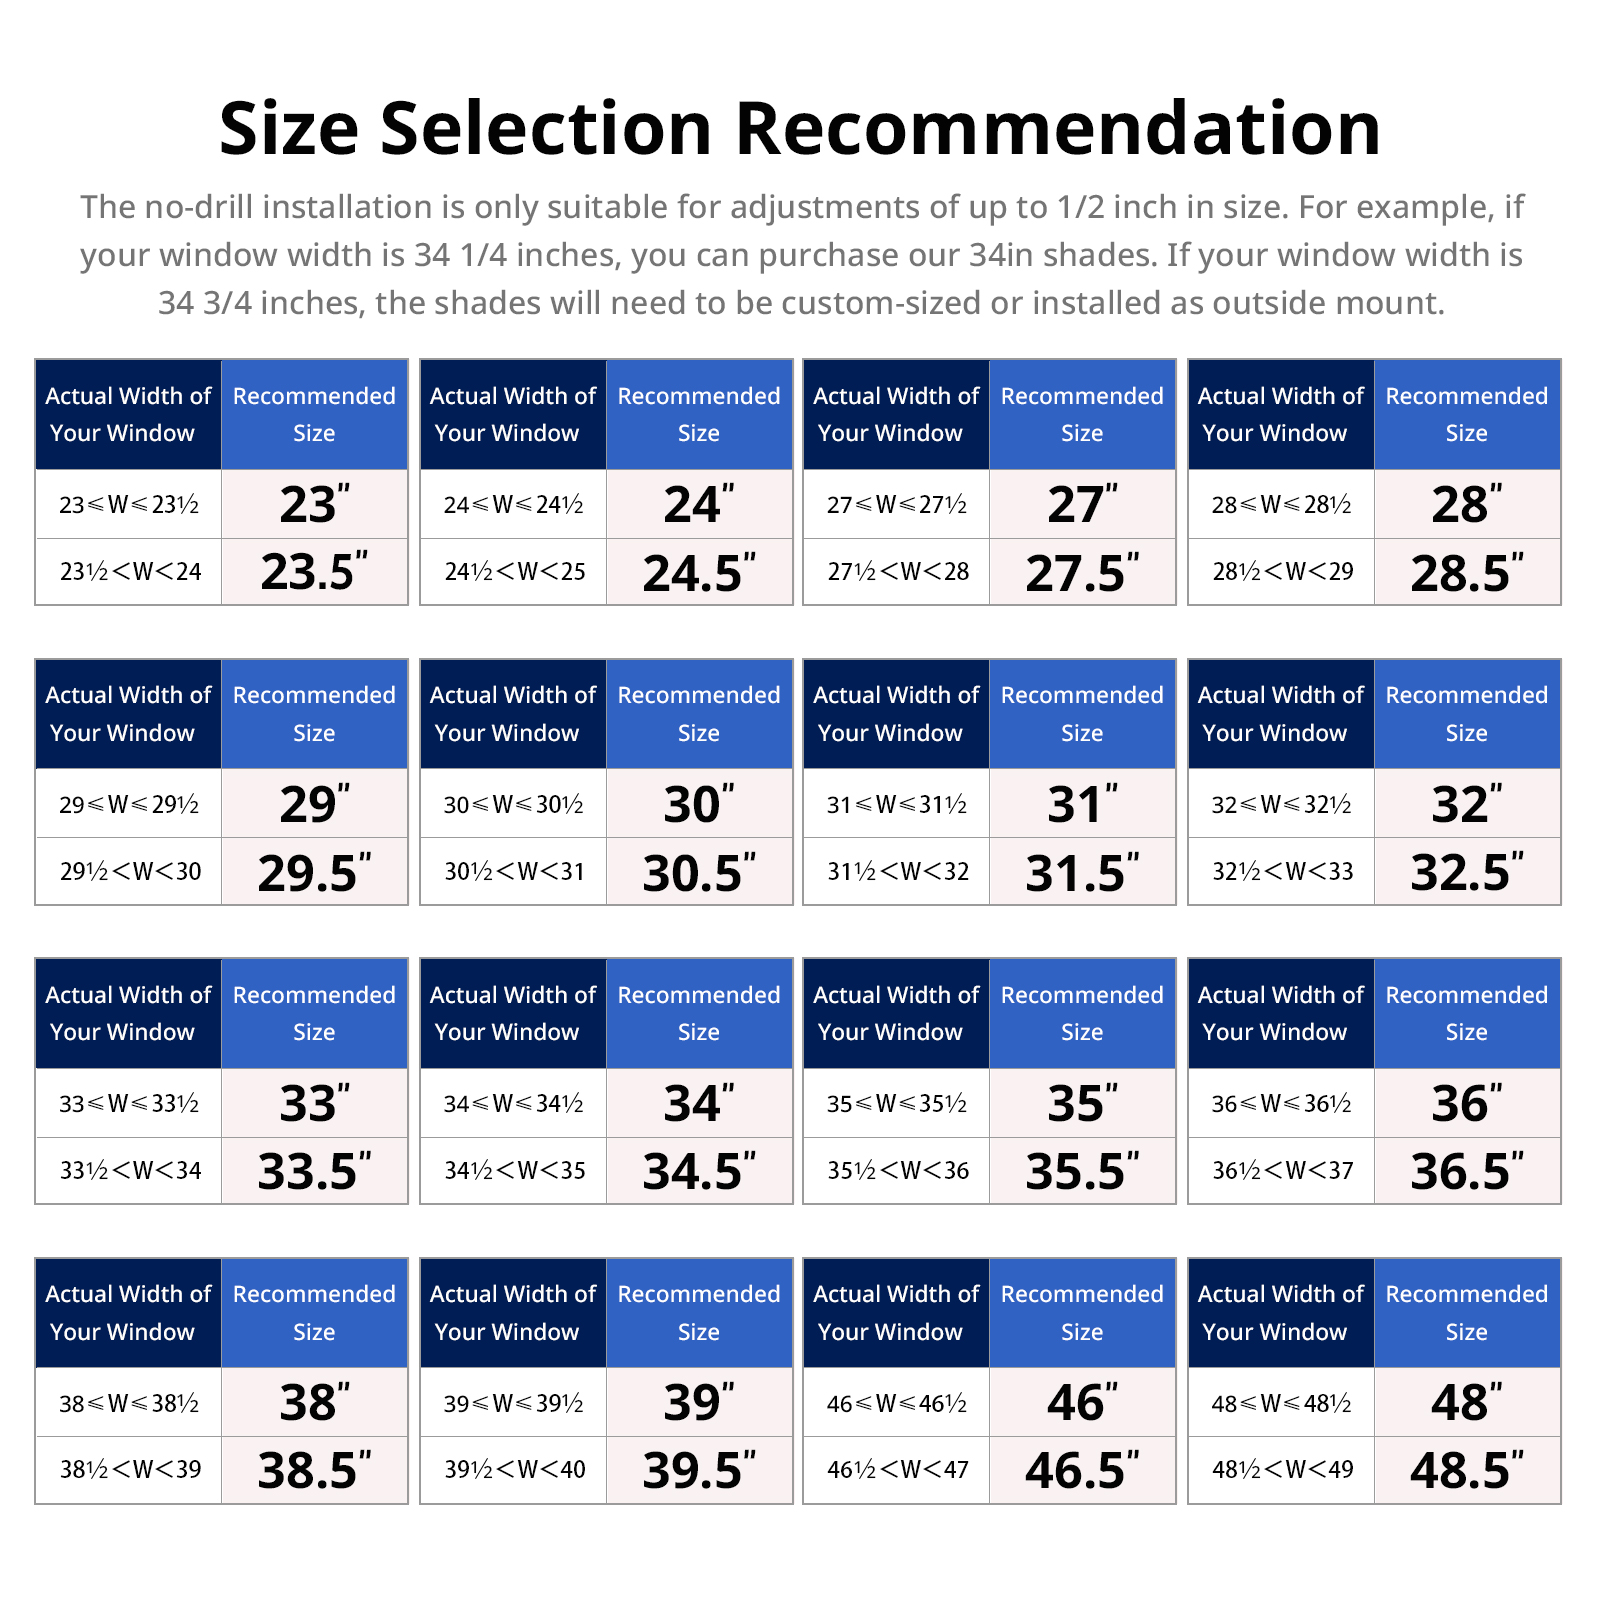 Size Selection Recommendation
The no-drill installation is only suitable for adjustments of up to 1/2 inch in size. For example, if
your window width is 34 1/4 inches, you can purchase our 34in shades. If your window width is
34 3/4 inches, the shades will need to be custom-sized or installed as outside mount.
Actual Width of
Your Window
Recommended
Size
23⩽W⩽23½
23"
23½<W<24
23.5"
Actual Width of
Your Window
Recommended
Size
24⩽W⩽24½
24"
24½<W<25
24.5"
Actual Width of
Your Window
Recommended
Size
27⩽W⩽27½
27"
27½<W<28
27.5"
Actual Width of
Your Window
Recommended
Size
28⩽W⩽28½
28"
28½<W<29
28.5"
Actual Width of
Your Window
Recommended
Size
29⩽W⩽29½
29"
29½<W<30
29.5"
Actual Width of
Your Window
Recommended
Size
30⩽W⩽30½
30"
30½<W<31
30.5"
Actual Width of
Your Window
Recommended
Size
31⩽W⩽31½
31"
31½<W<32
31.5"
Actual Width of
Your Window
Recommended
Size
32⩽W⩽32½
32"
32½<W<33
32.5"
Actual Width of
Your Window
Recommended
Size
33⩽W⩽33½
33"
33½<W<34
33.5"
Actual Width of
Your Window
Recommended
Size
34⩽W⩽34½
34"
34½<W<35
34.5"
Actual Width of
Your Window
Recommended
Size
35⩽W⩽35½
35"
35½<W<36
35.5"
Actual Width of
Your Window
Recommended
Size
36⩽W⩽36½
36"
36½<W<37
36.5"
Actual Width of
Your Window
Recommended
Size
38⩽W⩽38½
38"
38½<W<39
38.5"
Actual Width of
Your Window
Recommended
Size
39⩽W⩽39½
39"
39½<W<40
39.5"
Actual Width of
Your Window
Recommended
Size
46⩽W⩽46½
46"
46½<W<47
46.5"
Actual Width of
Your Window
Recommended
Size
48⩽W⩽48½
48"
48½<W<49
48.5"